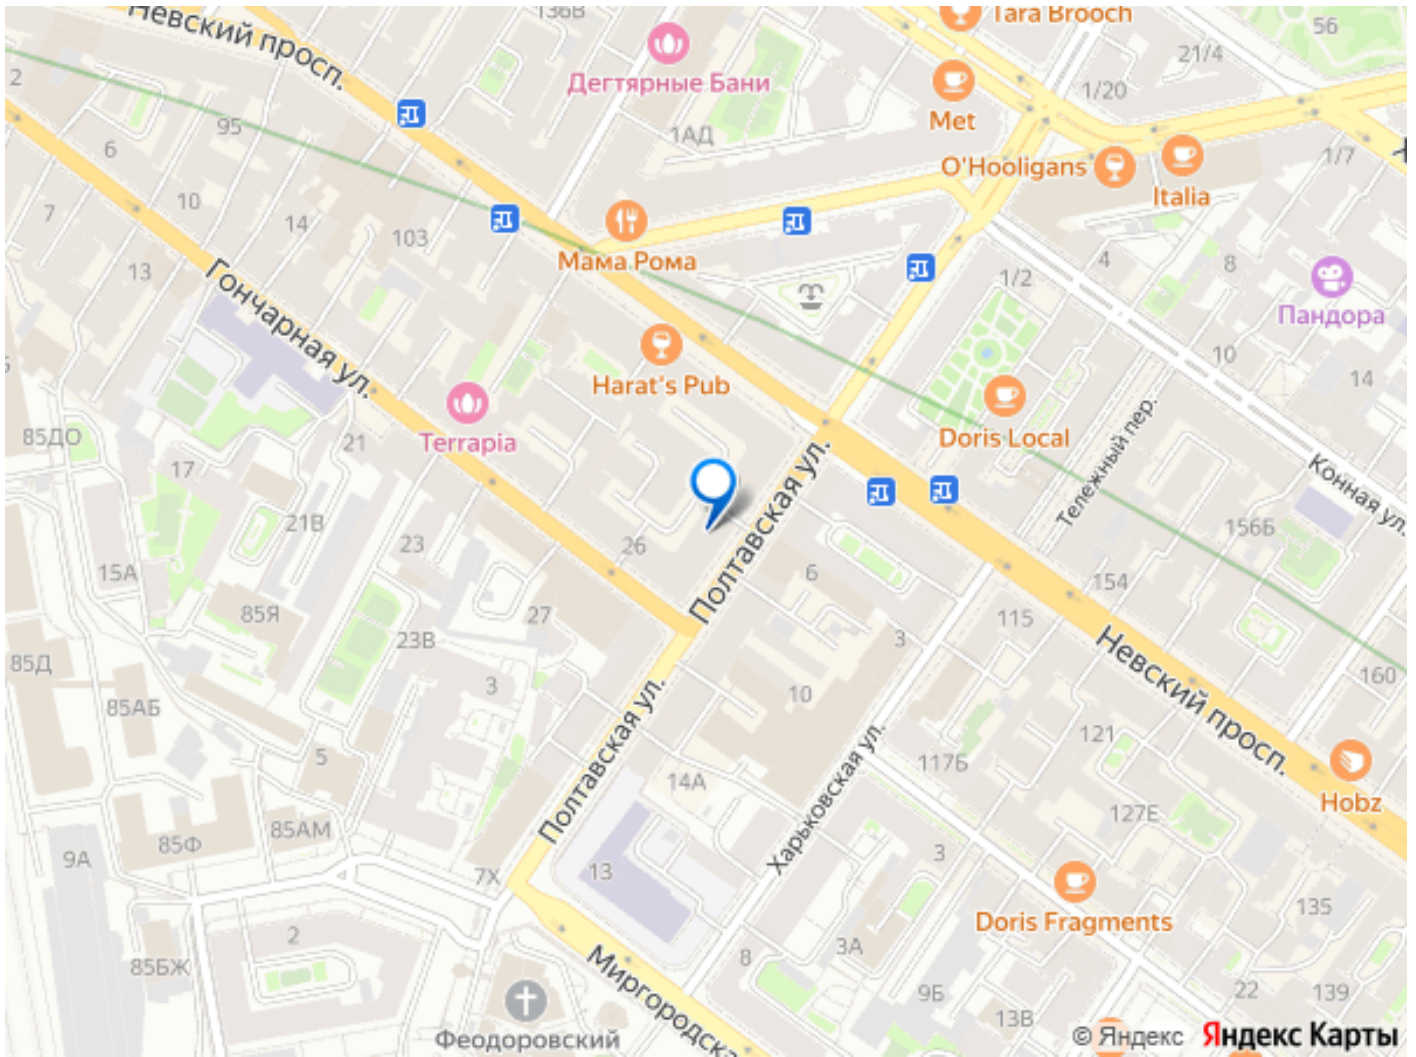 136В
Tara Brooch
Невский просп.
56
21/4
Дегтярные Бани
2
1/20
Met
95
1АД
6
O'Hooligans
1/7
Italia
10
7
14
103
Мама Рома
13
Гончарная ул.
4
8
1/2
Пандора
10
Harat's Pub
14
Terrapia
Doris Local
85ДО
21
17
Полтавская ул.
Тележный пер.
Конная ул.
21В
23
26
156Б
15А
6
154
85Я
27
115
23В
3
85Д
3
Невский просп.
160
10
85АБ
Полтавская ул.
121
5
117Б
14А
Харьковская ул.
Hobz
127Е
85АМ
85Ф
9А
3
7Х
13
Doris Fragments
135
2
3А
85БЖ
8
Миргородска
22
9Б
139
13В
Феодоровский
© Яндекс Яндекс Карты